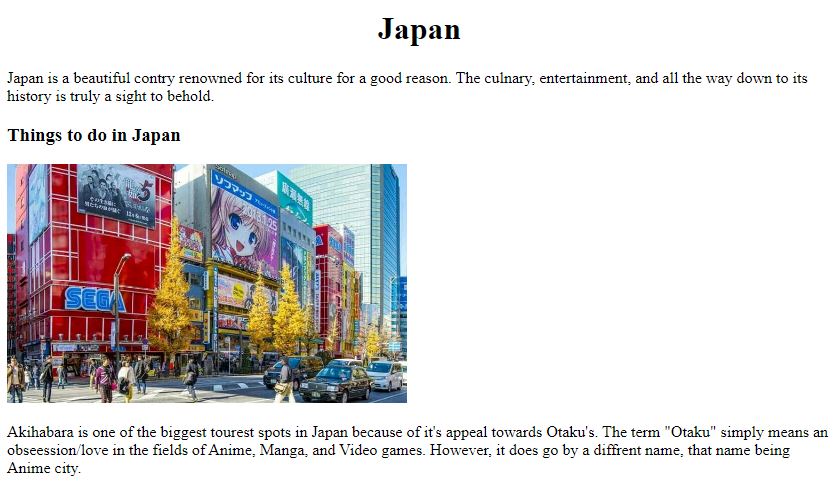 Japan
Japan is a beautiful contry renowned for its culture for a good reason. The culnary, entertainment, and all the way down to its
history is truly a sight to behold.
Things to do in Japan
ソフマップ
SEGA
Akihabara is one of the biggest tourest spots in Japan because of it's appeal towards Otaku's. The term "Otaku" simply means an
obseession/love in the fields of Anime, Manga, and Video games. However, it does go by a diffrent name, that name being
Anime city.